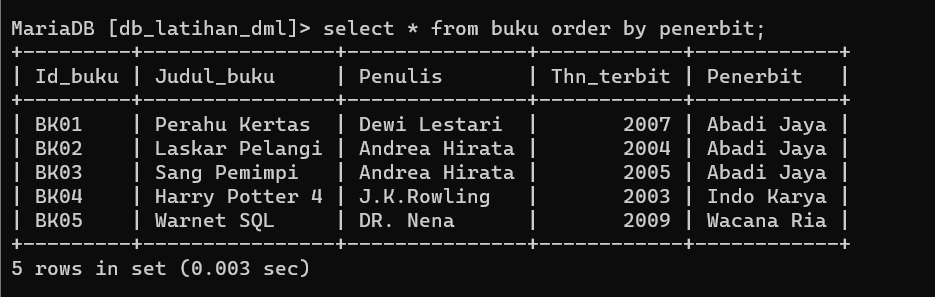 MariaDB [db_latihan_dml]> select * from buku order by penerbit;
+---------+----------------+---------------+------------+------------+
| Id_buku | Judul_buku     | Penulis       | Thn_terbit | Penerbit   |
+---------+----------------+---------------+------------+------------+
| BK01    | Perahu Kertas  | Dewi Lestari  |       2007 | Abadi Jaya |
| BK02    | Laskar Pelangi | Andrea Hirata |       2004 | Abadi Jaya |
| BK03    | Sang Pemimpi   | Andrea Hirata |       2005 | Abadi Jaya |
| BK04    | Harry Potter 4 | J.K.Rowling   |       2003 | Indo Karya |
| BK05    | Warnet SQL     | DR. Nena      |       2009 | Wacana Ria |
+---------+----------------+---------------+------------+------------+
5 rows in set (0.003 sec)